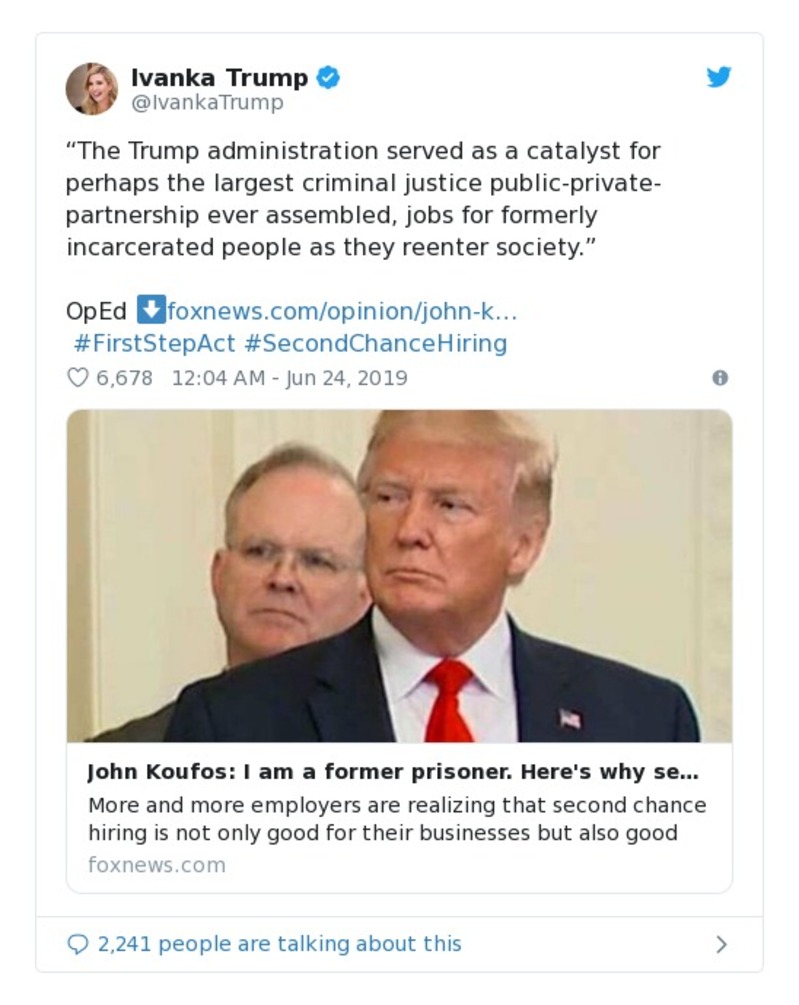 Ivanka Trump
@IvankaTrump
“The Trump administration served as a catalyst for
perhaps the largest criminal justice public-private-
partnership ever assembled, jobs for formerly
incarcerated people as they reenter society.”
OpEd ⬇foxnews.com/opinion/john-k…
#FirstStepAct #SecondChanceHiring
6,678 12:04 AM - Jun 24, 2019
John Koufos: I am a former prisoner. Here's why se…
More and more employers are realizing that second chance
hiring is not only good for their businesses but also good
foxnews.com
2,241 people are talking about this